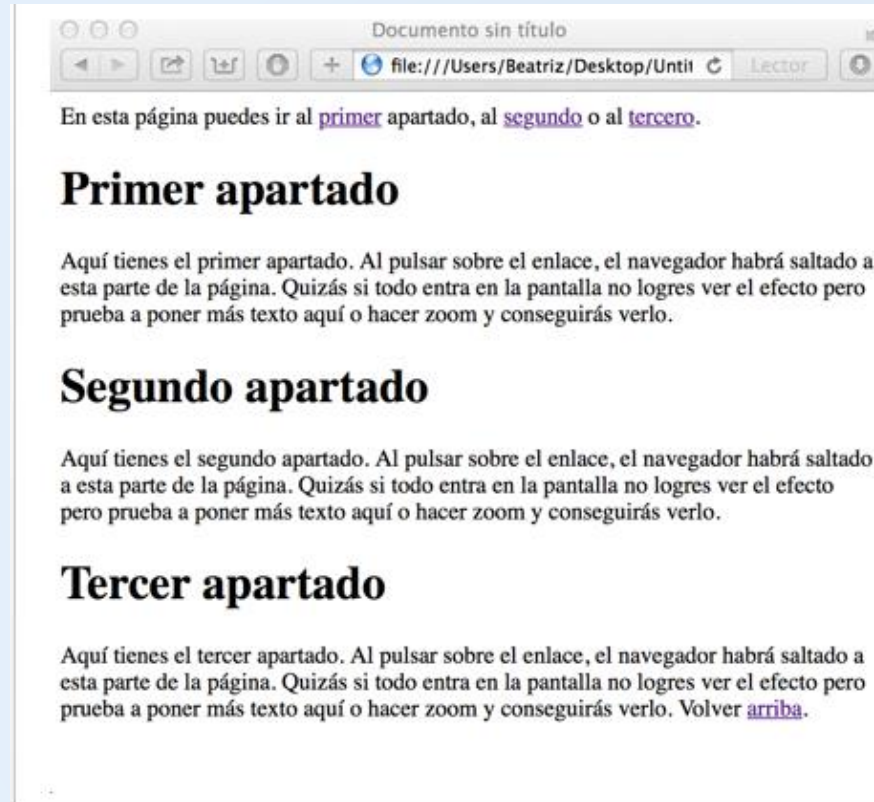 Documento sin título
file:///Users/Beatriz/Desktop/Untit
Lector
En esta página puedes ir al primer apartado, al segundo o al tercero.
Primer apartado
Aquí tienes el primer apartado. Al pulsar sobre el enlace, el navegador habrá saltado a
esta parte de la página. Quizás si todo entra en la pantalla no logres ver el efecto pero
prueba a poner más texto aquí o hacer zoom y conseguirás verlo.
Segundo apartado
Aquí tienes el segundo apartado. Al pulsar sobre el enlace, el navegador habrá saltado
a esta parte de la página. Quizás si todo entra en la pantalla no logres ver el efecto
pero prueba a poner más texto aquí o hacer zoom y conseguirás verlo.
Tercer apartado
Aquí tienes el tercer apartado. Al pulsar sobre el enlace, el navegador habrá saltado a
esta parte de la página. Quizás si todo entra en la pantalla no logres ver el efecto pero
prueba a poner más texto aquí o hacer zoom y conseguirás verlo. Volver arriba.